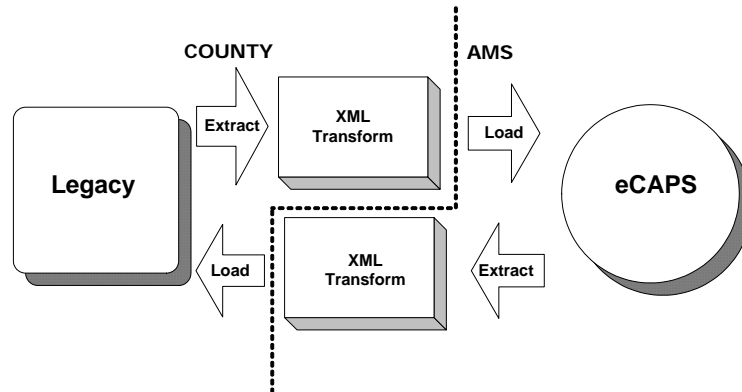 COUNTY
AMS
Extract
XML
Transform
Load
Legacy
eCAPS
Load
XML
Transform
Extract